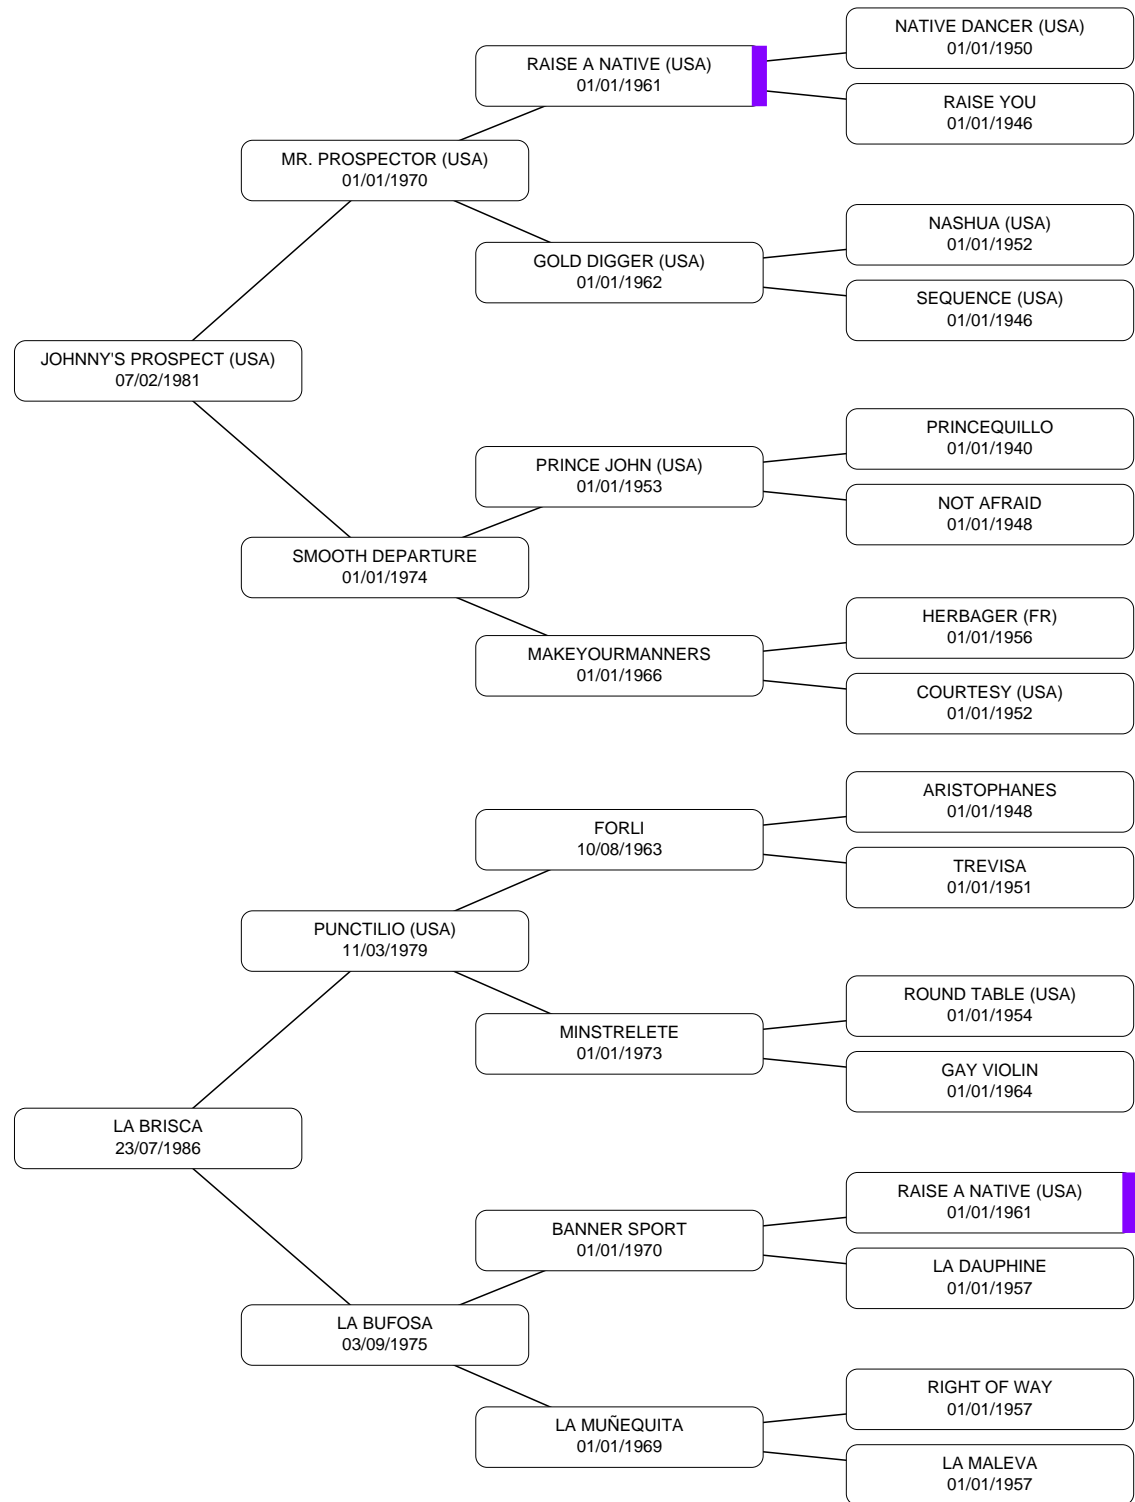 NATIVE DANCER (USA)
01/01/1950
RAISE A NATIVE (USA)
01/01/1961
RAISE YOU
01/01/1946
MR. PROSPECTOR (USA)
01/01/1970
NASHUA (USA)
01/01/1952
GOLD DIGGER (USA)
01/01/1962
SEQUENCE (USA)
01/01/1946
JOHNNY'S PROSPECT (USA)
07/02/1981
PRINCEQUILLO
01/01/1940
PRINCE JOHN (USA)
01/01/1953
NOT AFRAID
01/01/1948
SMOOTH DEPARTURE
01/01/1974
HERBAGER (FR)
01/01/1956
MAKEYOURMANNERS
01/01/1966
COURTESY (USA)
01/01/1952
ARISTOPHANES
01/01/1948
FORLI
10/08/1963
TREVISA
01/01/1951
PUNCTILIO (USA)
11/03/1979
ROUND TABLE (USA)
01/01/1954
MINSTRELETE
01/01/1973
GAY VIOLIN
01/01/1964
LA BRISCA
23/07/1986
RAISE A NATIVE (USA)
01/01/1961
BANNER SPORT
01/01/1970
LA DAUPHINE
01/01/1957
LA BUFOSA
03/09/1975
RIGHT OF WAY
01/01/1957
LA MUÑEQUITA
01/01/1969
LA MALEVA
01/01/1957